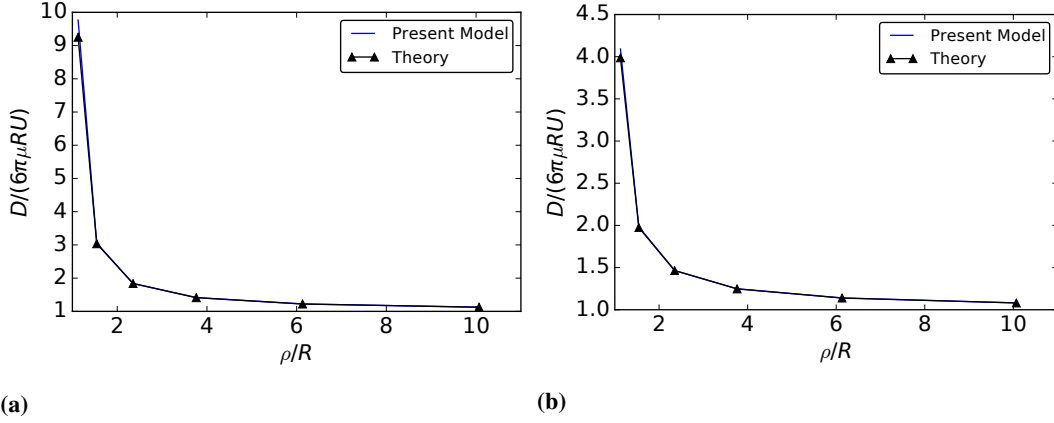 10
9
8
7
6
5
4
3
2
1
D/(6πμRU)
2
4
6
8
10
ρ/R
Present Model
Theory
(a)
4.5
4.0
3.5
3.0
2.5
2.0
1.5
1.0
D/(6πμRU)
2
4
6
8
10
ρ/R
Present Model
Theory
(b)